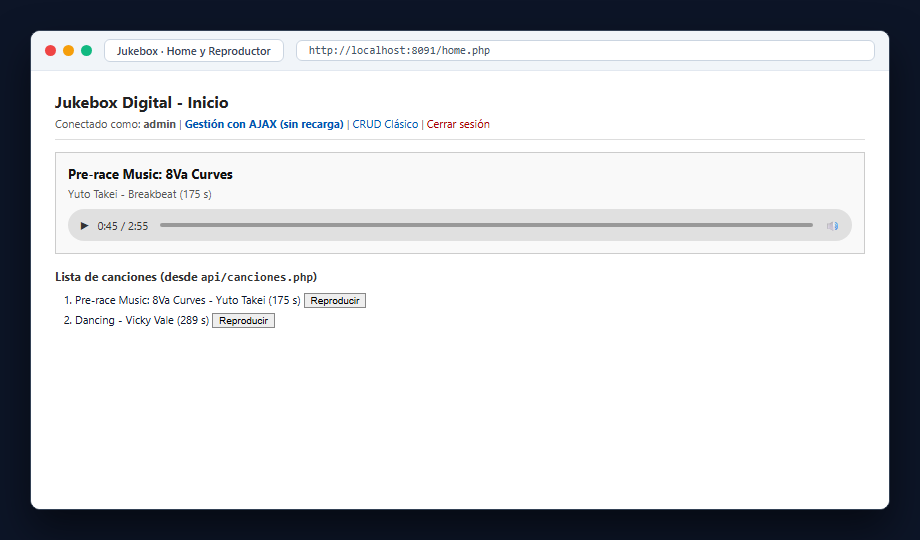 Jukebox · Home y Reproductor
http://localhost:8091/home.php
Jukebox Digital - Inicio
Conectado como: admin | Gestión con AJAX (sin recarga) | CRUD Clásico | Cerrar sesión
Pre-race Music: 8Va Curves
Yuto Takei - Breakbeat (175 s)
0:45 / 2:55
Lista de canciones (desde api/canciones.php)
1. Pre-race Music: 8Va Curves - Yuto Takei (175 s) Reproducir
2. Dancing - Vicky Vale (289 s) Reproducir